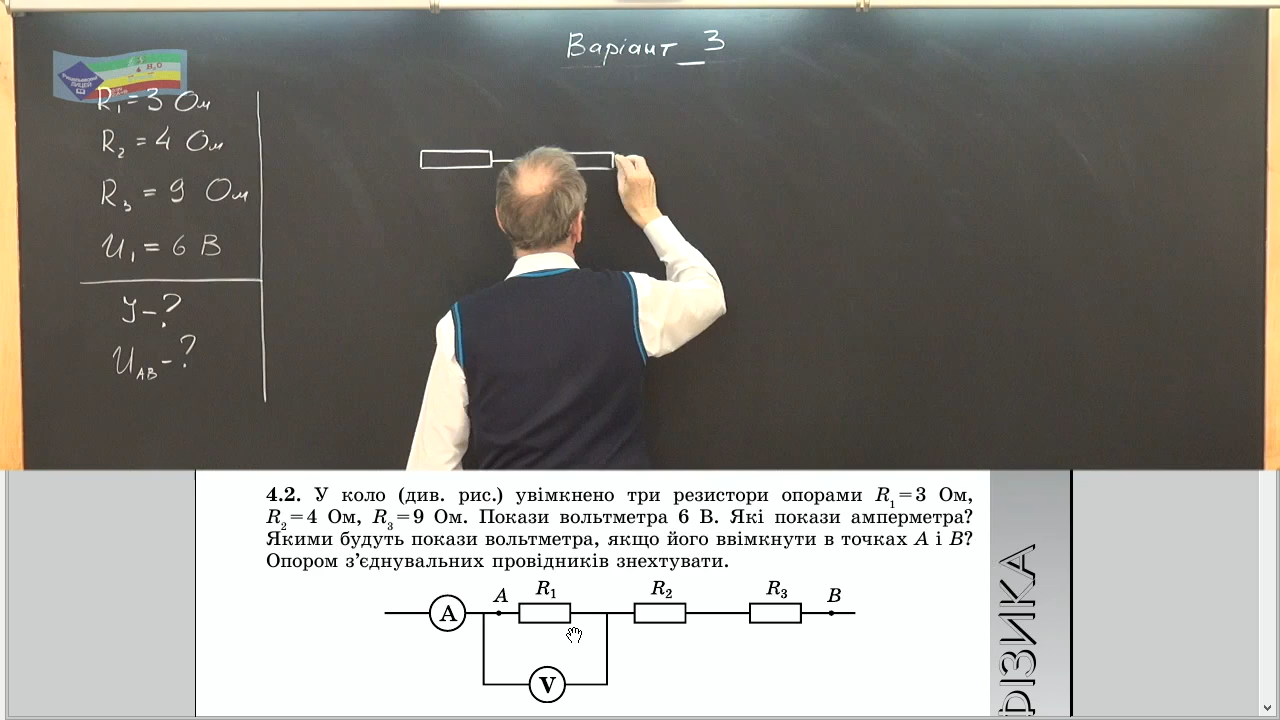 Варіант 3
R₁ = 3 Ом
R₂ = 4 Ом
R₃ = 9 Ом
U₁ = 6 В
I - ?
U_AB - ?
4.2. У коло (див. рис.) увімкнено три резистори опорами R₁=3 Ом,
R₂=4 Ом, R₃=9 Ом. Покази вольтметра 6 В. Які покази амперметра?
Якими будуть покази вольтметра, якщо його ввімкнути в точках A і B?
Опором з’єднувальних провідників знехтувати.
A A R₁ R₂ R₃ B
V